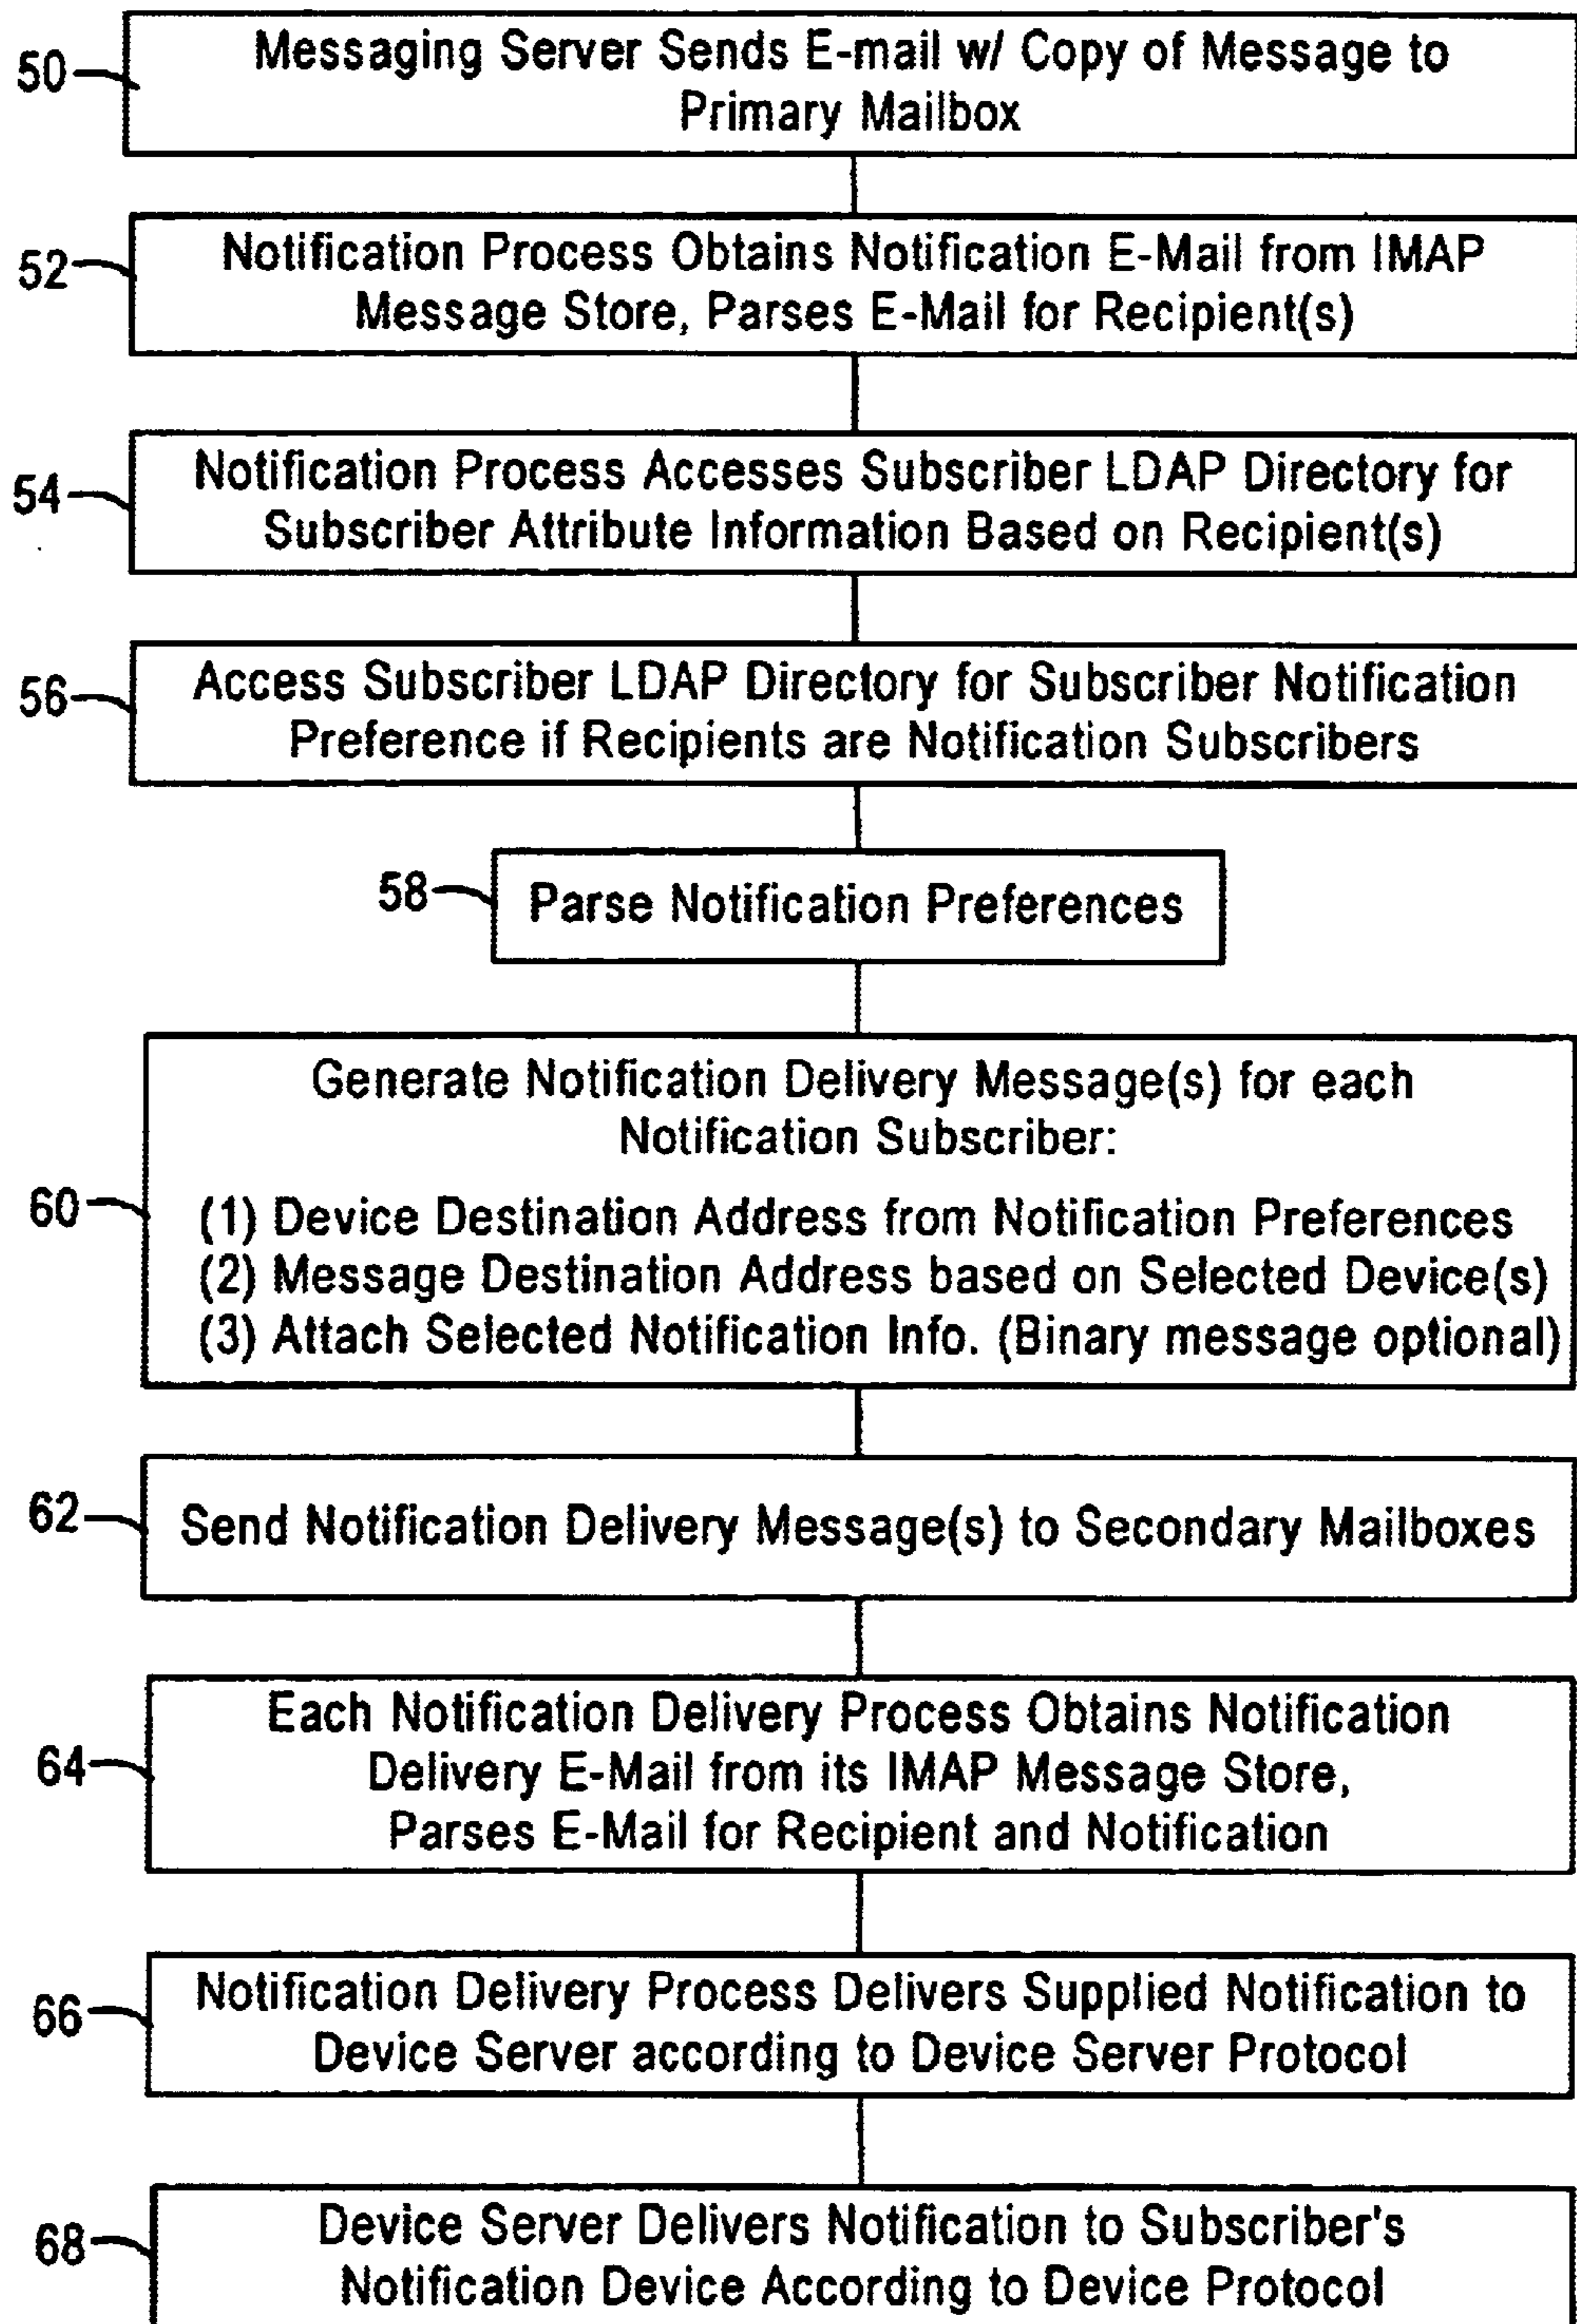 50
Messaging Server Sends E-mail w/ Copy of Message to
Primary Mailbox
52
Notification Process Obtains Notification E-Mail from IMAP
Message Store, Parses E-Mail for Recipient(s)
54
Notification Process Accesses Subscriber LDAP Directory for
Subscriber Attribute Information Based on Recipient(s)
56
Access Subscriber LDAP Directory for Subscriber Notification
Preference if Recipients are Notification Subscribers
58
Parse Notification Preferences
60
Generate Notification Delivery Message(s) for each
Notification Subscriber:
(1) Device Destination Address from Notification Preferences
(2) Message Destination Address based on Selected Device(s)
(3) Attach Selected Notification Info. (Binary message optional)
62
Send Notification Delivery Message(s) to Secondary Mailboxes
64
Each Notification Delivery Process Obtains Notification
Delivery E-Mail from its IMAP Message Store,
Parses E-Mail for Recipient and Notification
66
Notification Delivery Process Delivers Supplied Notification to
Device Server according to Device Server Protocol
68
Device Server Delivers Notification to Subscriber's
Notification Device According to Device Protocol